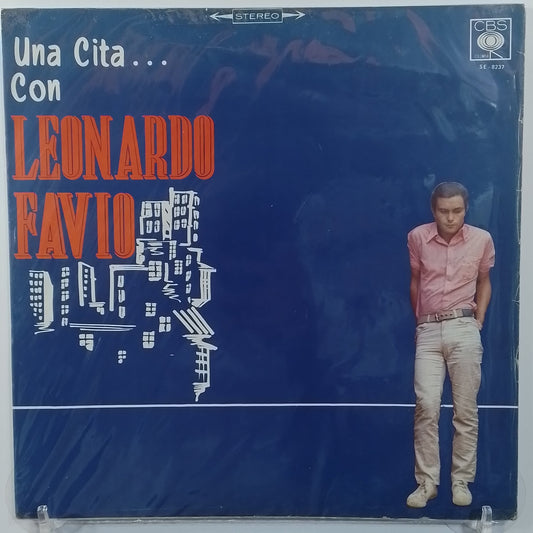 STEREO
CBS
SE. 8237
Una Cita...
Con
LEONARDO
FAVIO